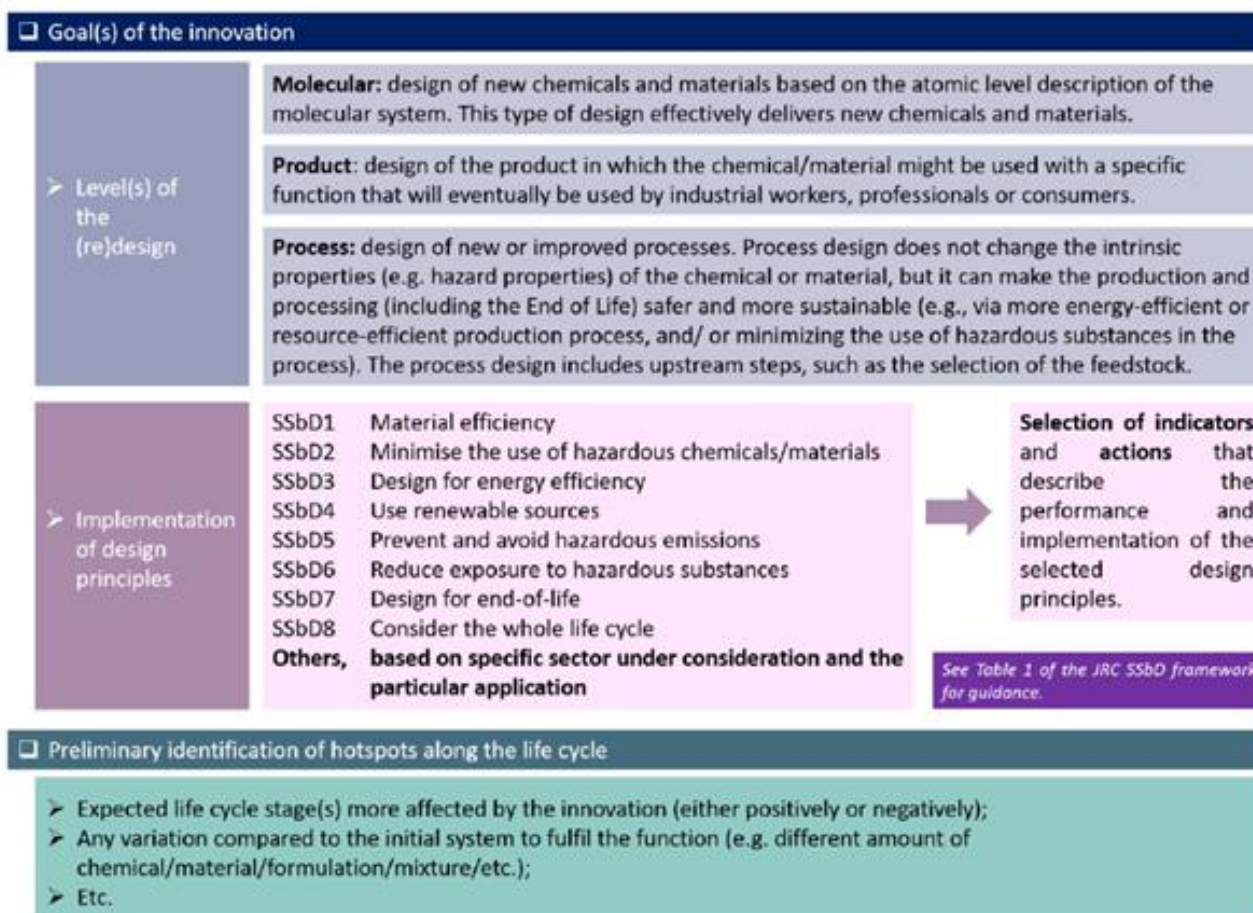 ❑ Goal(s) of the innovation
➢ Level(s) of
the
(re)design
Molecular: design of new chemicals and materials based on the atomic level description of the
molecular system. This type of design effectively delivers new chemicals and materials.
Product: design of the product in which the chemical/material might be used with a specific
function that will eventually be used by industrial workers, professionals or consumers.
Process: design of new or improved processes. Process design does not change the intrinsic
properties (e.g. hazard properties) of the chemical or material, but it can make the production and
processing (including the End of Life) safer and more sustainable (e.g., via more energy-efficient or
resource-efficient production process, and/ or minimizing the use of hazardous substances in the
process). The process design includes upstream steps, such as the selection of the feedstock.
➢ Implementation
of design
principles
SSbD1 Material efficiency
SSbD2 Minimise the use of hazardous chemicals/materials
SSbD3 Design for energy efficiency
SSbD4 Use renewable sources
SSbD5 Prevent and avoid hazardous emissions
SSbD6 Reduce exposure to hazardous substances
SSbD7 Design for end-of-life
SSbD8 Consider the whole life cycle
Others, based on specific sector under consideration and the
particular application
Selection of indicators
and actions that
describe the
performance and
implementation of the
selected design
principles.
See Table 1 of the JRC SSbD framework
for guidance.
❑ Preliminary identification of hotspots along the life cycle
➢ Expected life cycle stage(s) more affected by the innovation (either positively or negatively);
➢ Any variation compared to the initial system to fulfil the function (e.g. different amount of
chemical/material/formulation/mixture/etc.);
➢ Etc.